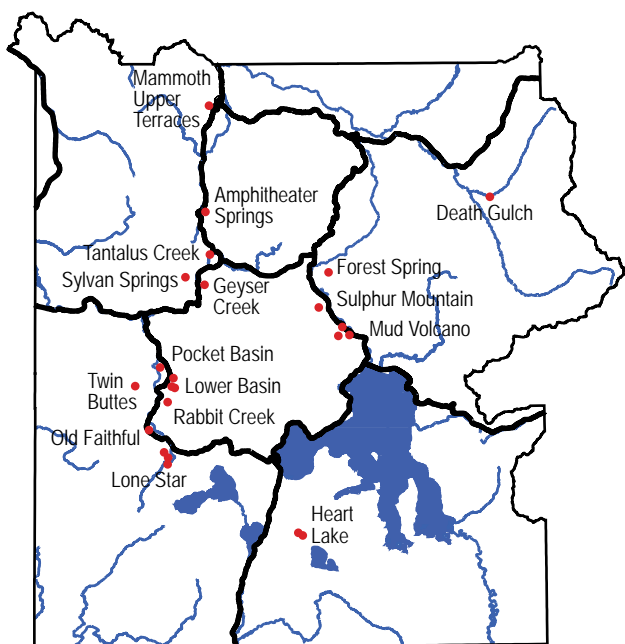 Mammoth
Upper
Terraces
Amphitheater
Springs
Death Gulch
Tantalus Creek
Forest Spring
Sylvan Springs
Geyser
Creek
Sulphur Mountain
Mud Volcano
Pocket Basin
Twin
Buttes
Lower Basin
Rabbit Creek
Old Faithful
Lone Star
Heart
Lake